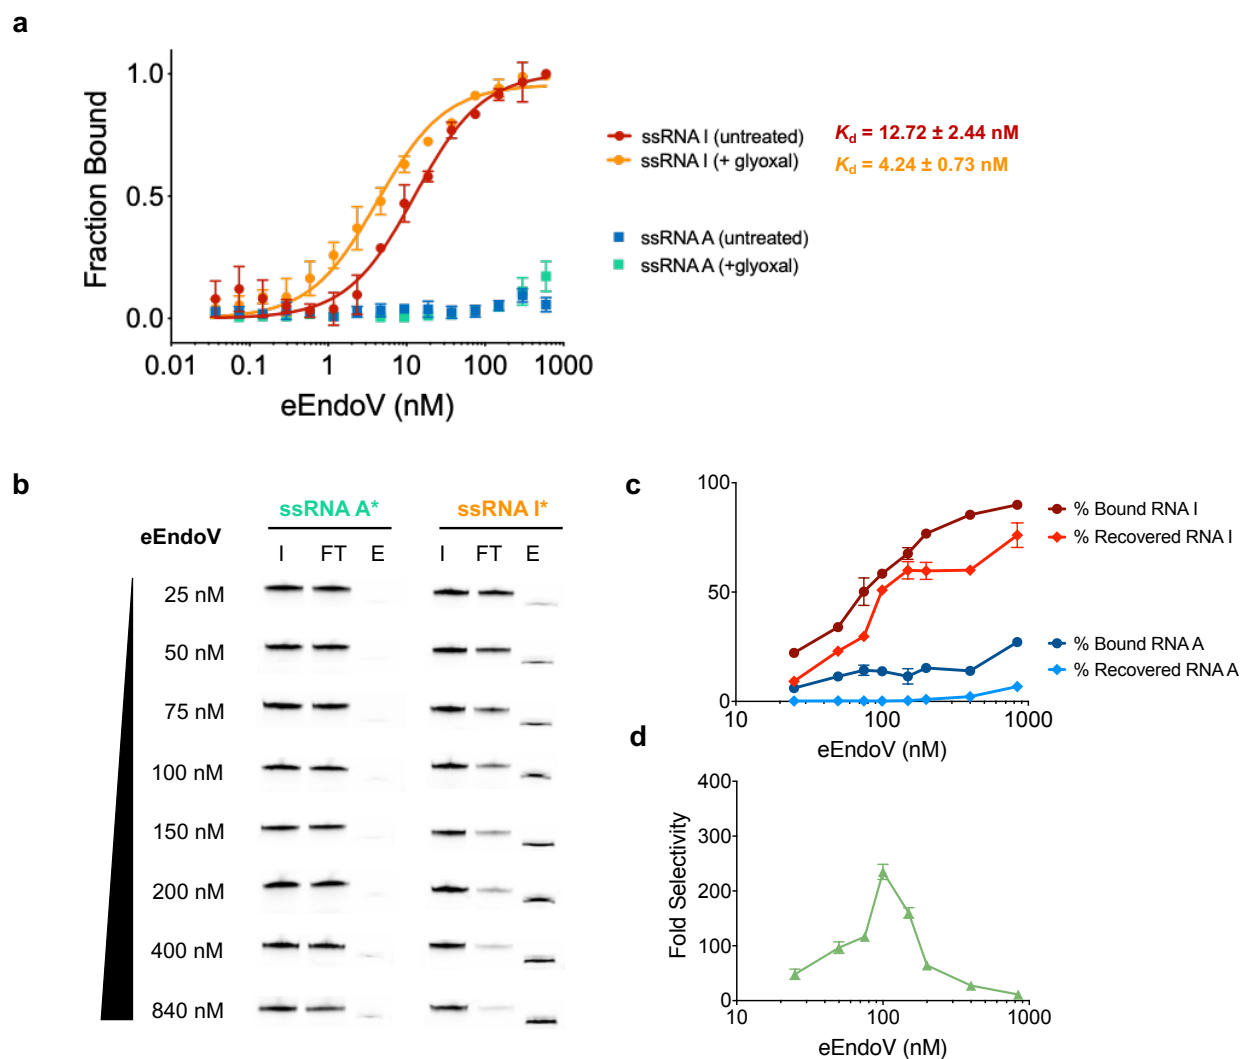 a
Fraction Bound
1.0
0.5
0.0
0.01
0.1
1
10
100
1000
eEndoV (nM)
ssRNA I (untreated)
Kd = 12.72 ± 2.44 nM
ssRNA I (+ glyoxal)
Kd = 4.24 ± 0.73 nM
ssRNA A (untreated)
ssRNA A (+glyoxal)
b
ssRNA A*
ssRNA I*
eEndoV
I FT E
I FT E
25 nM
50 nM
75 nM
100 nM
150 nM
200 nM
400 nM
840 nM
c
100
50
0
10
100
1000
eEndoV (nM)
% Bound RNA I
% Recovered RNA I
% Bound RNA A
% Recovered RNA A
d
Fold Selectivity
400
300
200
100
0
10
100
1000
eEndoV (nM)